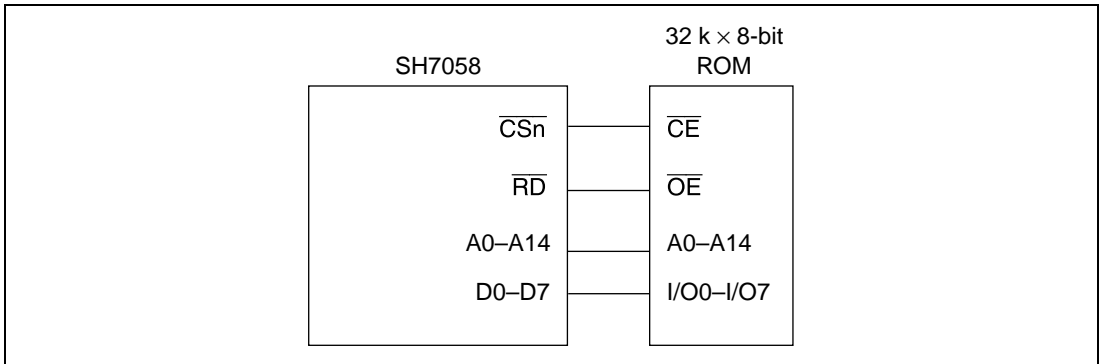 32 k × 8-bit
SH7058 ROM
CSn CE
RD OE
A0–A14 A0–A14
D0–D7 I/O0–I/O7